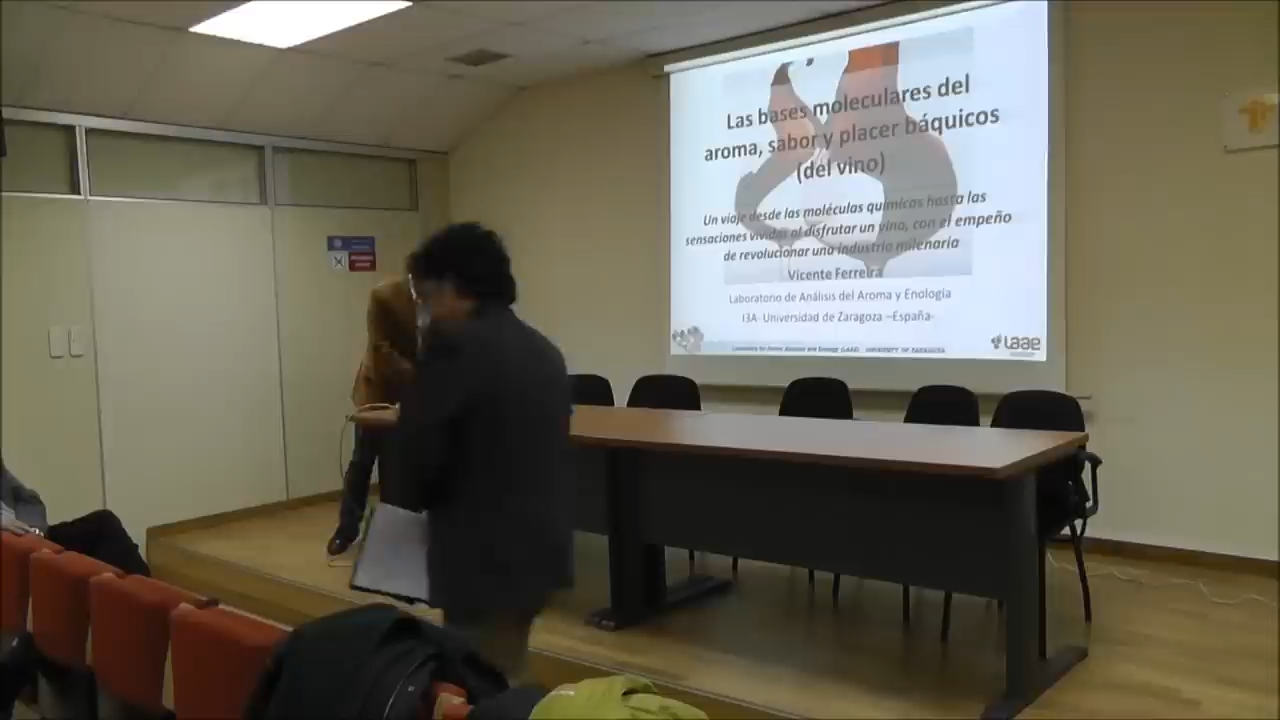 Las bases moleculares del
aroma, sabor y placer báquicos
(del vino)
Un viaje desde las moléculas químicas hasta las
sensaciones vividas al disfrutar un vino, con el empeño
de revolucionar una industria milenaria
Vicente Ferreira
Laboratorio de Análisis del Aroma y Enología
I3A- Universidad de Zaragoza –España-
laae